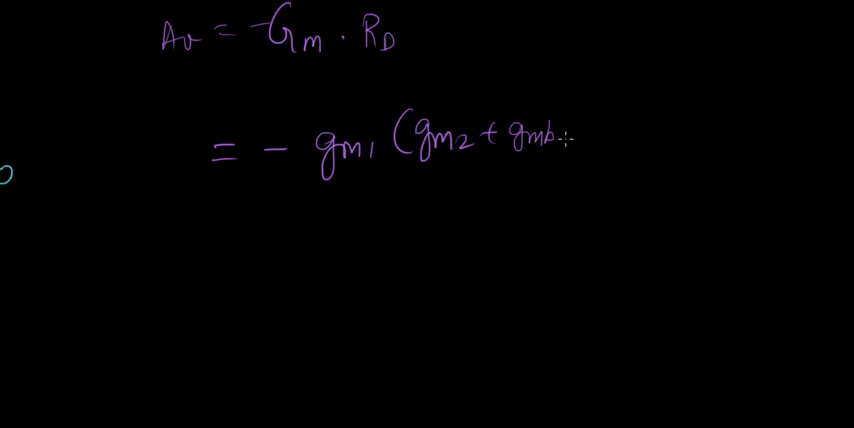 Av = -Gm . RD
= - gm1 (gm2 + gmb